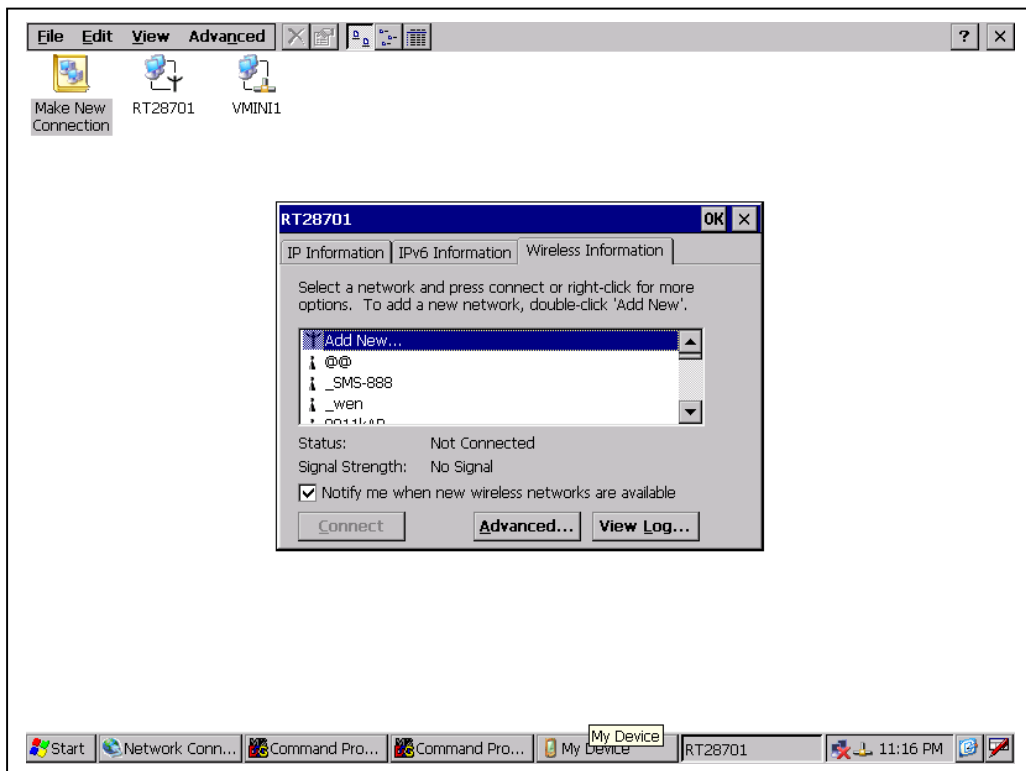 File Edit View Advanced ? ×
Make New
Connection
RT28701
VMINI1
RT28701 OK ×
IP Information IPv6 Information Wireless Information
Select a network and press connect or right-click for more
options. To add a new network, double-click 'Add New'.
Add New...
@@
_SMS-888
_wen
Status: Not Connected
Signal Strength: No Signal
Notify me when new wireless networks are available
Connect Advanced... View Log...
My Device
Start Network Conn... Command Pro... Command Pro... My Device RT28701 11:16 PM